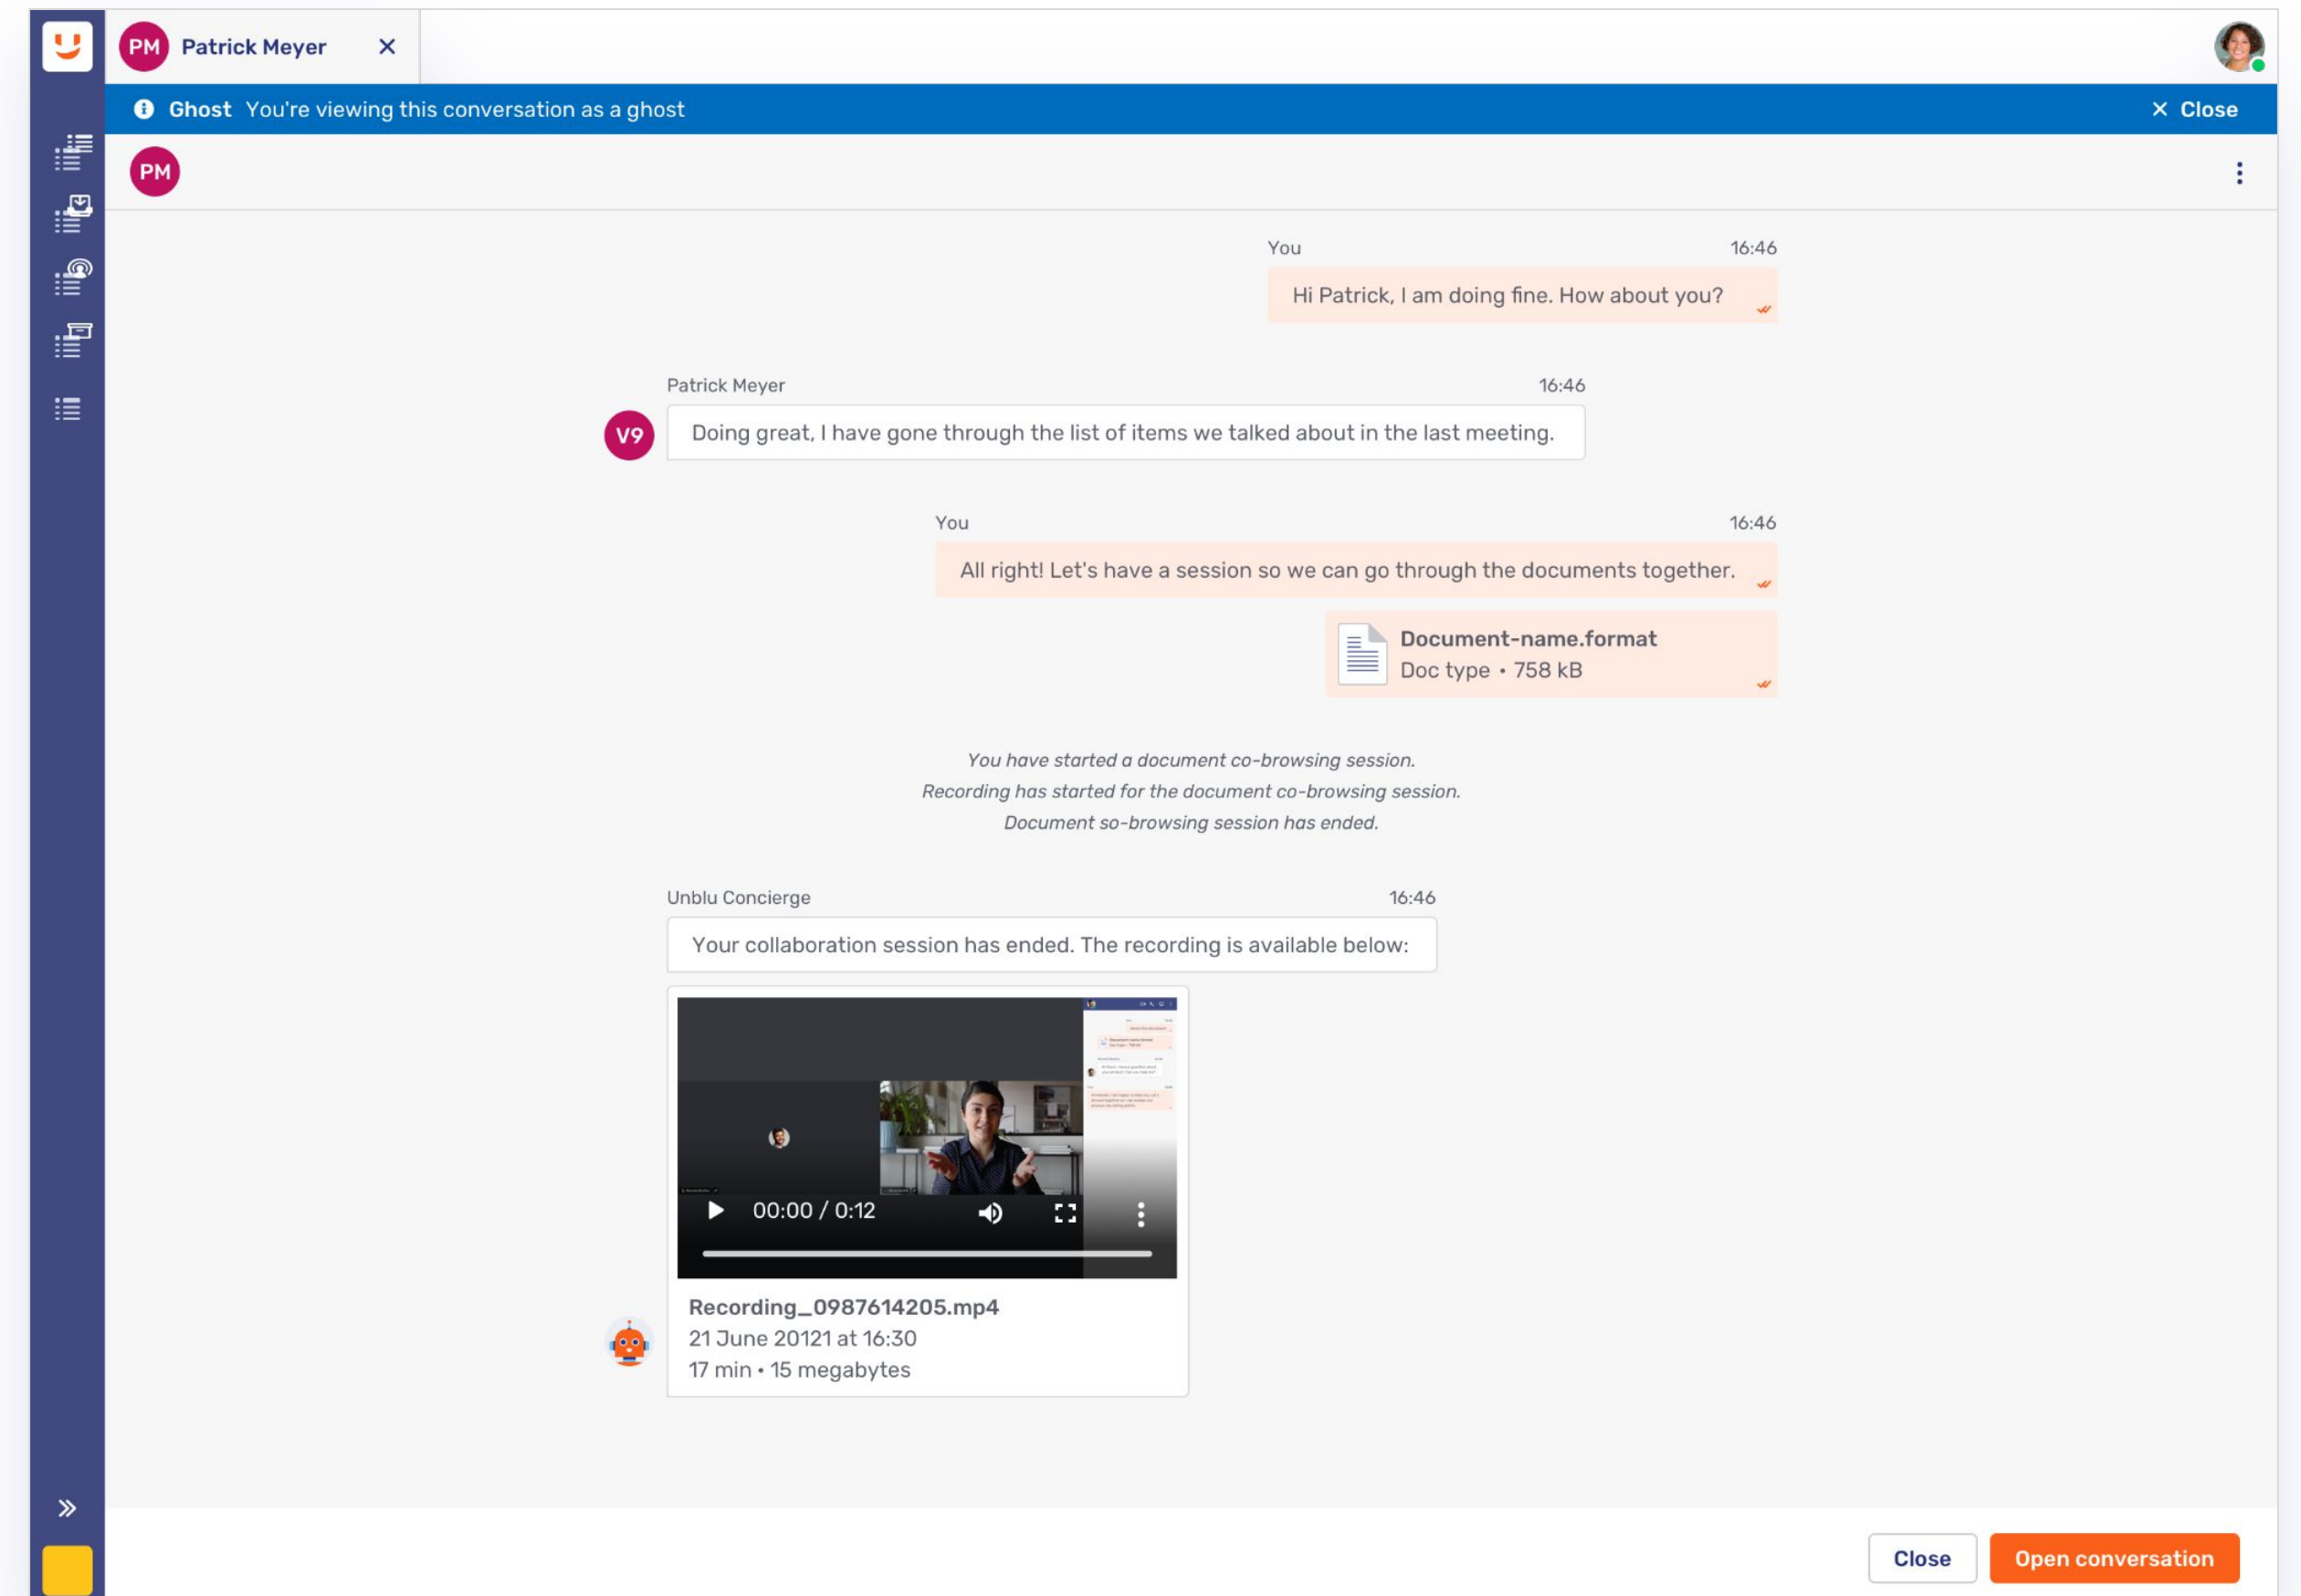 PM Patrick Meyer
Ghost You're viewing this conversation as a ghost
Close
PM
You 16:46
Hi Patrick, I am doing fine. How about you?
Patrick Meyer 16:46
V9
Doing great, I have gone through the list of items we talked about in the last meeting.
You 16:46
All right! Let's have a session so we can go through the documents together.
Document-name.format
Doc type • 758 kB
You have started a document co-browsing session.
Recording has started for the document co-browsing session.
Document so-browsing session has ended.
Unblu Concierge 16:46
Your collaboration session has ended. The recording is available below:
00:00 / 0:12
Recording_0987614205.mp4
21 June 20121 at 16:30
17 min • 15 megabytes
Close
Open conversation